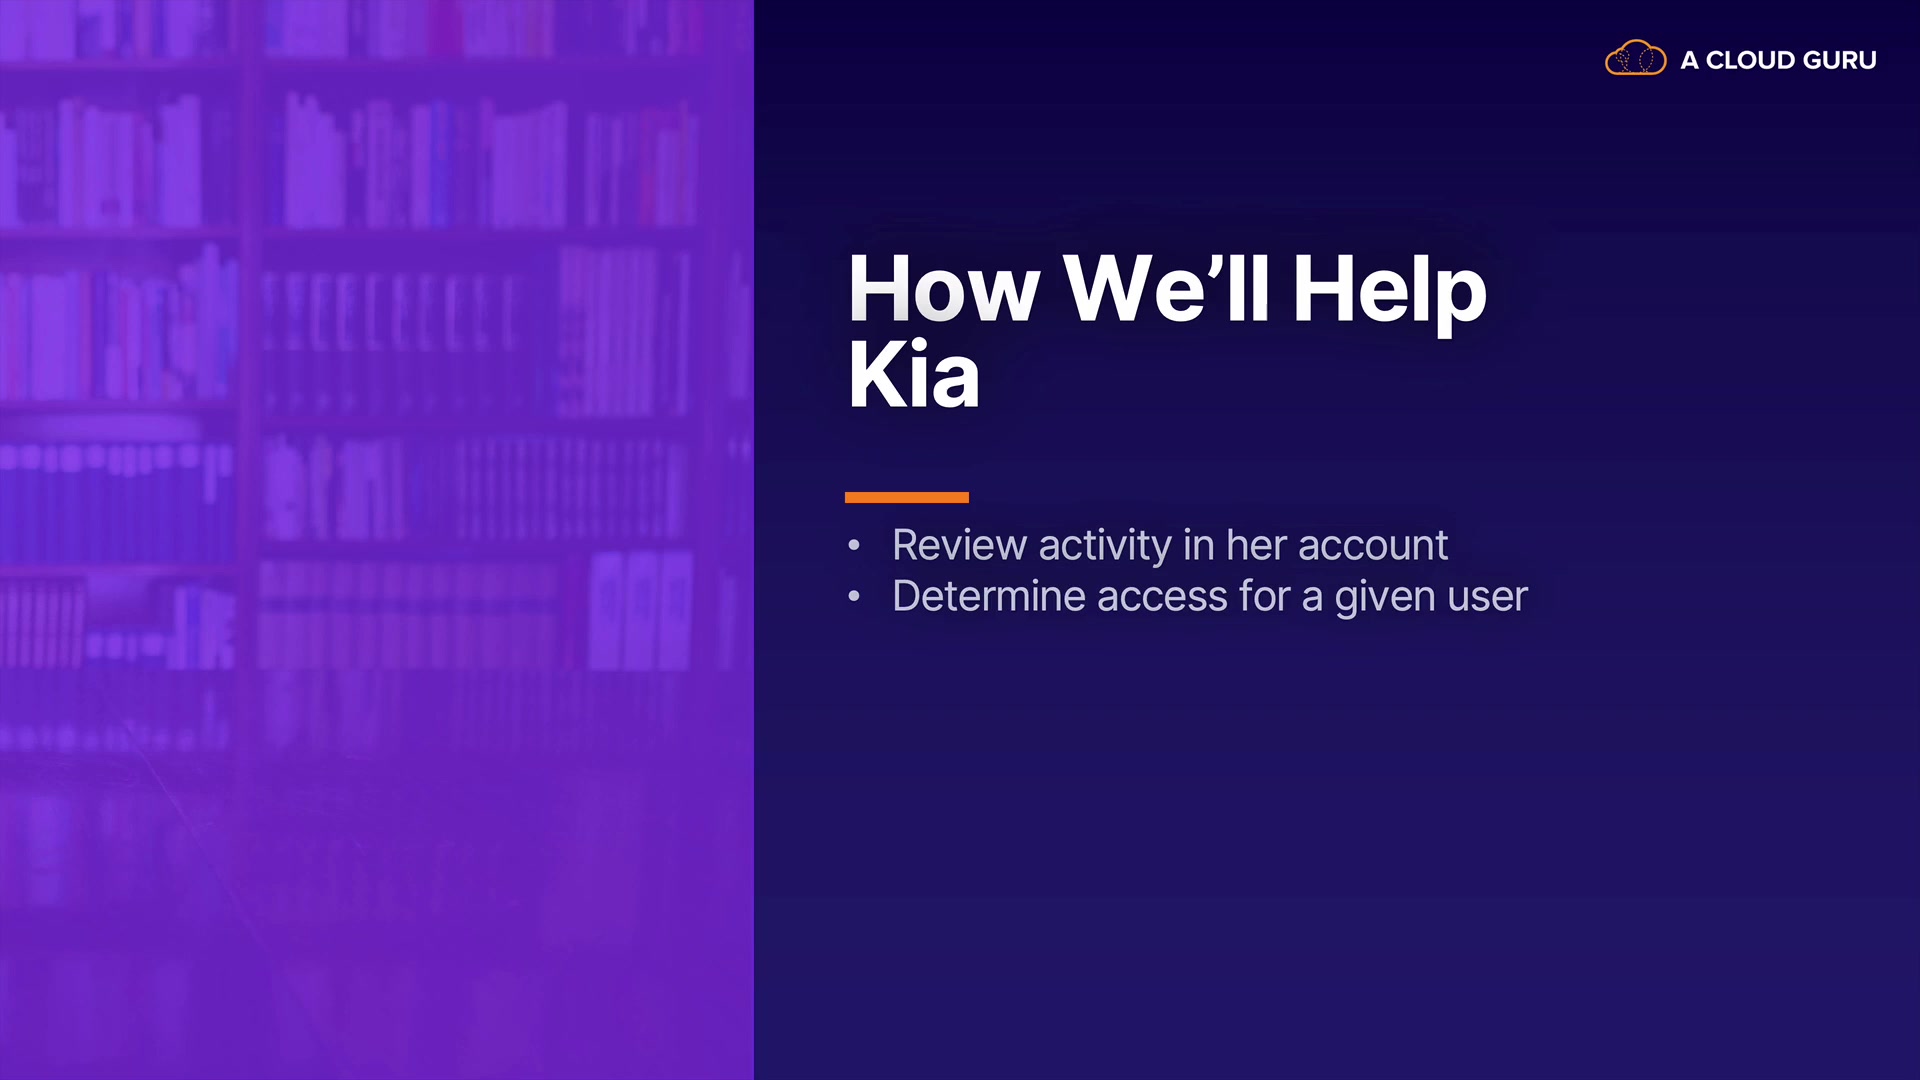 A CLOUD GURU
How We’ll Help
Kia
• Review activity in her account
• Determine access for a given user